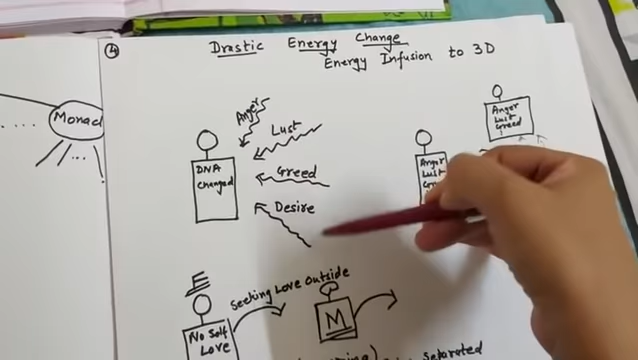 4
Drastic Energy Change
Energy Infusion to 3D
Monad
Anger
Lust
Greed
Desire
DNA
Changed
Anger
Lust
Greed
Anger
Lust
E
Seeking Love Outside
No Self
Love
M
separated